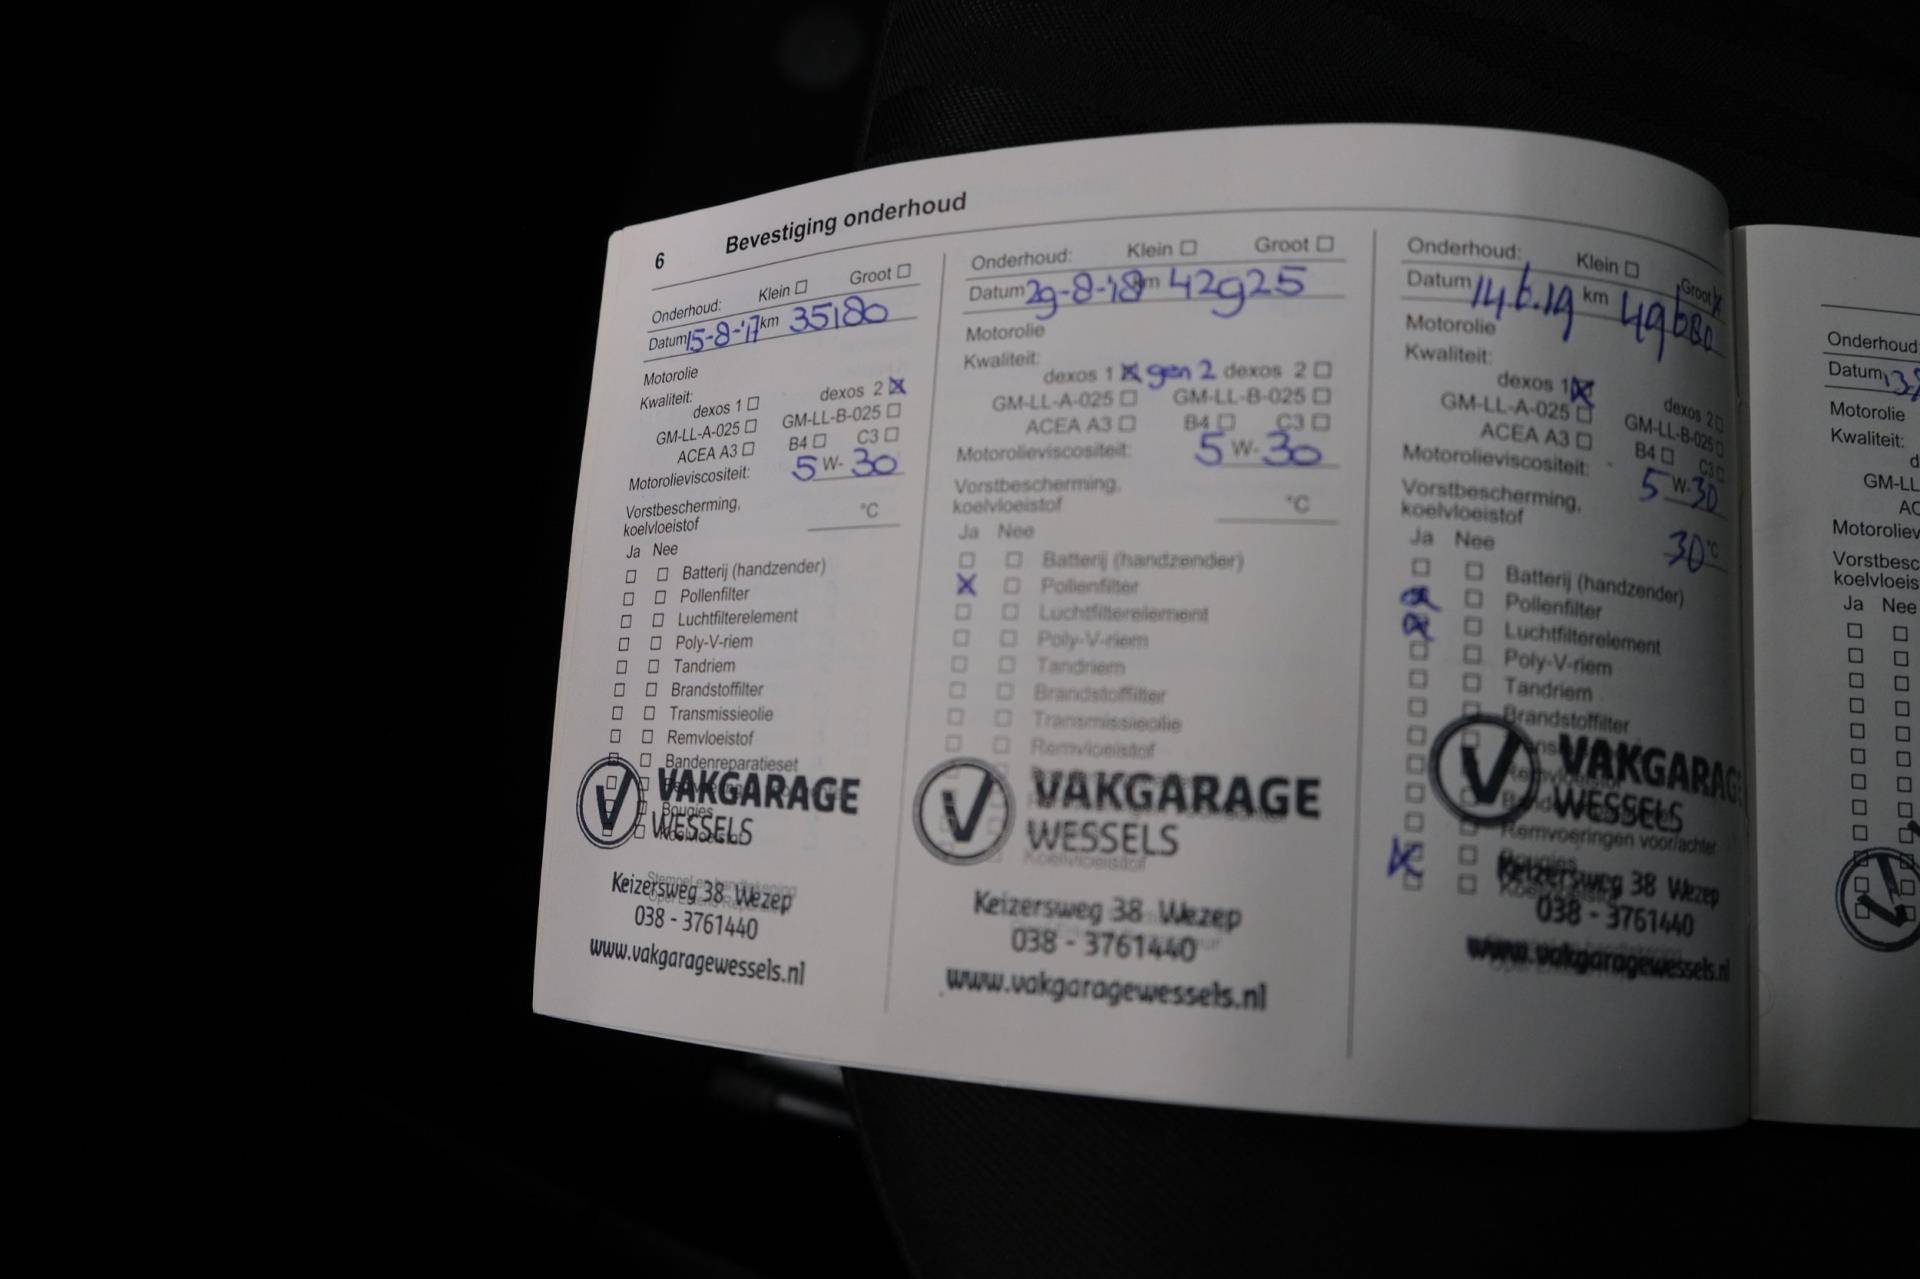 6 Bevestiging onderhoud
Onderhoud: Klein Groot
Datum 15-8-'17 km 35180
Motorolie
Kwaliteit:
dexos 1 dexos 2
GM-LL-A-025 GM-LL-B-025
ACEA A3 B4 C3
Motorolieviscositeit: 5 W- 30
Vorstbescherming,
koelvloeistof °C
Ja Nee
Batterij (handzender)
Pollenfilter
Luchtfilterelement
Poly-V-riem
Tandriem
Brandstoffilter
Transmissieolie
Remvloeistof
Bandenreparatieset
VAKGARAGE
Bougies
WESSELS
Keizersweg 38 Wezep
038 - 3761440
www.vakgaragewessels.nl
Onderhoud: Klein Groot
Datum 29-8-'18 km 42925
Motorolie
Kwaliteit:
dexos 1 gen 2 dexos 2
GM-LL-A-025 GM-LL-B-025
ACEA A3 B4 C3
Motorolieviscositeit: 5 W- 30
Vorstbescherming,
koelvloeistof °C
Ja Nee
Batterij (handzender)
Pollenfilter
Luchtfilterelement
Poly-V-riem
Tandriem
Brandstoffilter
Transmissieolie
Remvloeistof
VAKGARAGE
WESSELS
Koelvloeistof
Keizersweg 38 Wezep
038 - 3761440
www.vakgaragewessels.nl
Onderhoud: Klein Groot
Datum 14.6.19 km 49680
Motorolie
Kwaliteit:
dexos 1 dexos 2
GM-LL-A-025 GM-LL-B-025
ACEA A3 B4 C3
Motorolieviscositeit: 5 W- 30
Vorstbescherming,
koelvloeistof 30 °C
Ja Nee
Batterij (handzender)
Pollenfilter
Luchtfilterelement
Poly-V-riem
Tandriem
Brandstoffilter
VAKGARAGE
WESSELS
Remvoeringen voor/achter
Bougies
Keizersweg 38 Wezep
038 - 3761440
www.vakgaragewessels.nl
Onderhoud
Datum
Motorolie
Kwaliteit:
GM-LL
Motoroliev
Vorstbesc
koelvloeis
Ja Nee